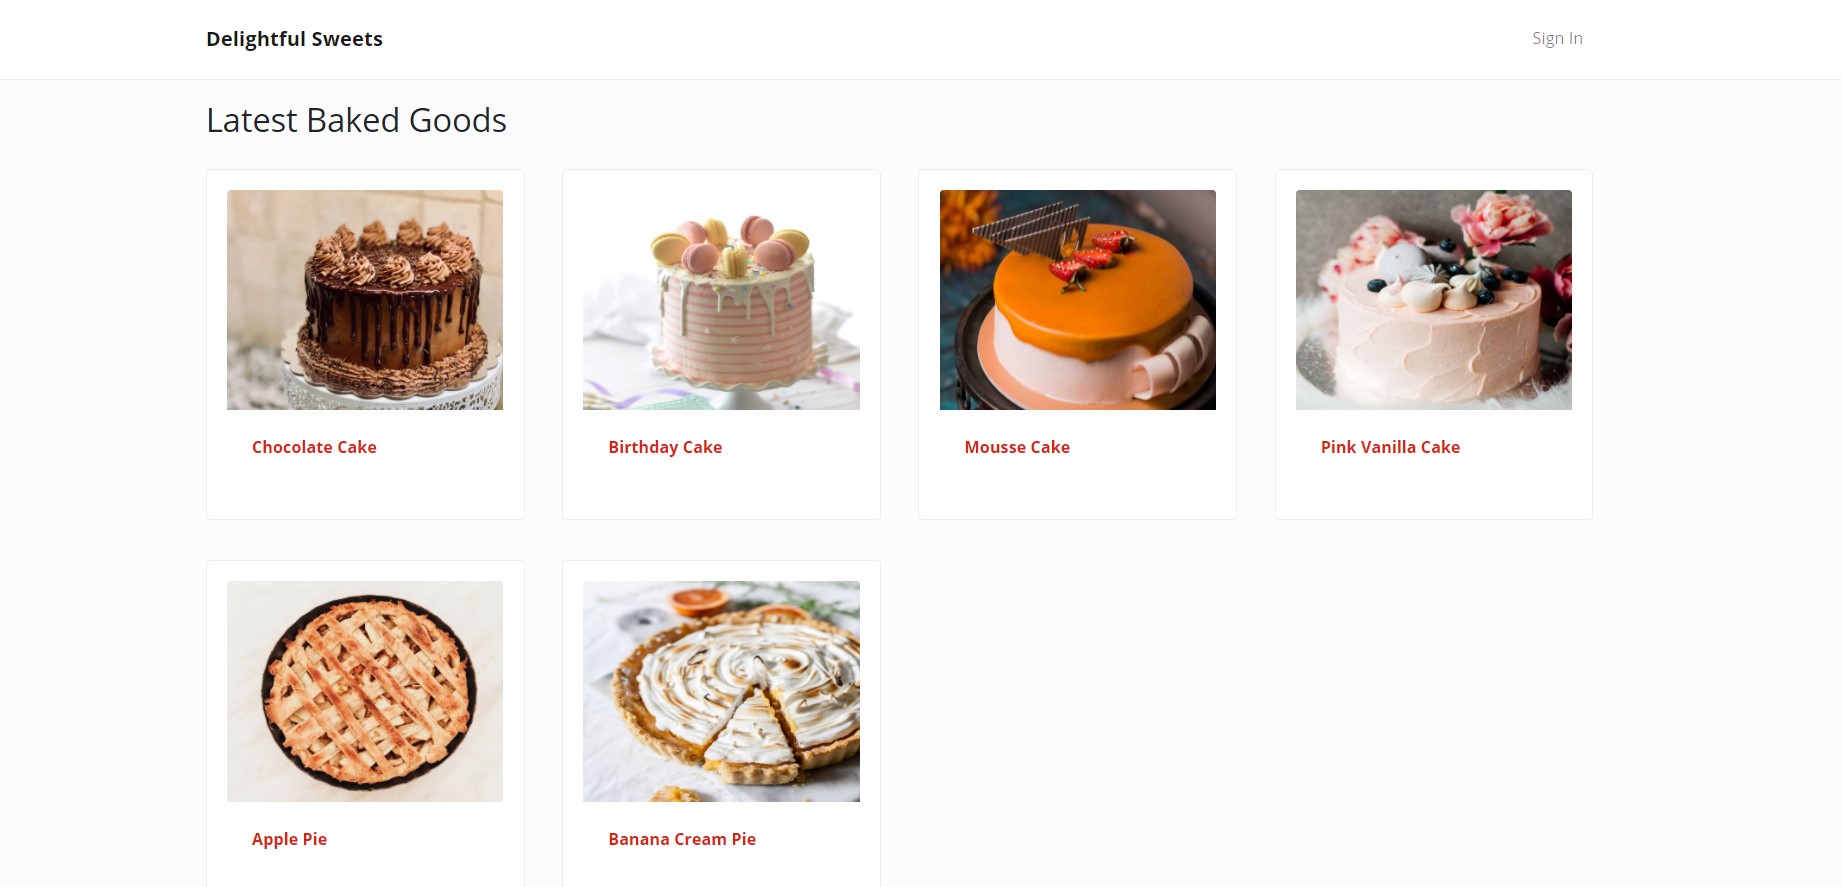 Delightful Sweets
Sign In
Latest Baked Goods
Chocolate Cake
Birthday Cake
Mousse Cake
Pink Vanilla Cake
Apple Pie
Banana Cream Pie